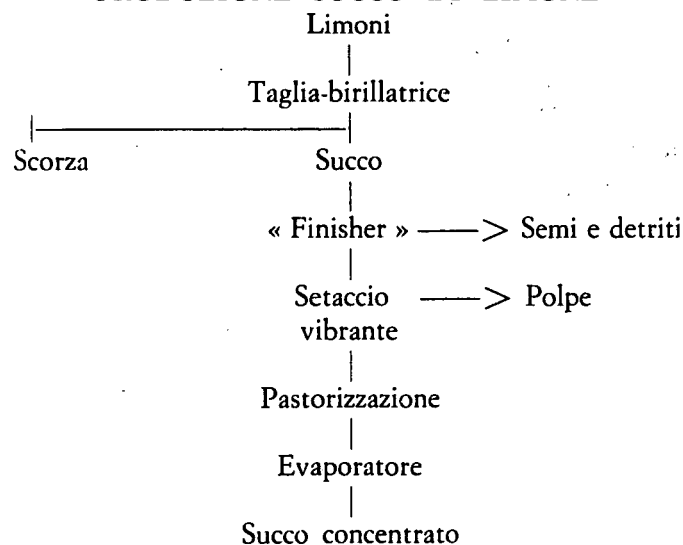 Limoni
Taglia-birillatrice
Scorza Succo
« Finisher » —> Semi e detriti
Setaccio —> Polpe
vibrante
Pastorizzazione
Evaporatore
Succo concentrato